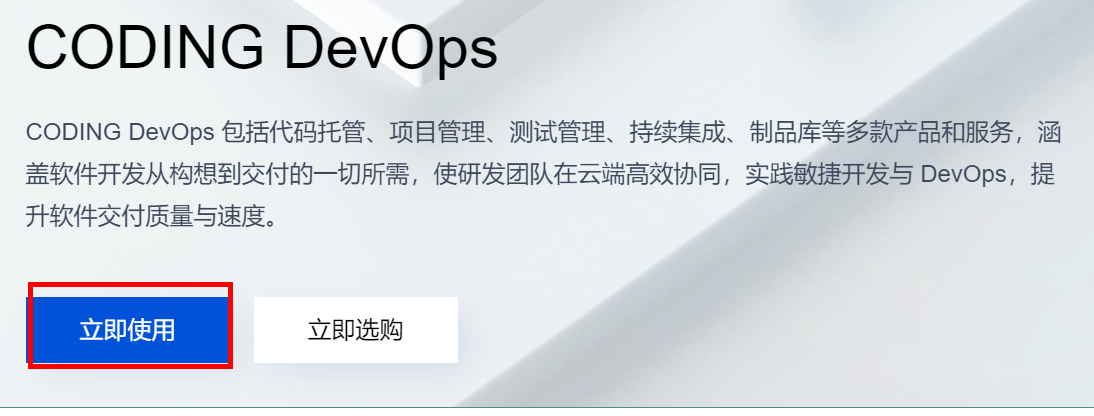 CODING DevOps
CODING DevOps 包括代码托管、项目管理、测试管理、持续集成、制品库等多款产品和服务，涵
盖软件开发从构想到交付的一切所需，使研发团队在云端高效协同，实践敏捷开发与 DevOps，提
升软件交付质量与速度。
立即使用
立即选购